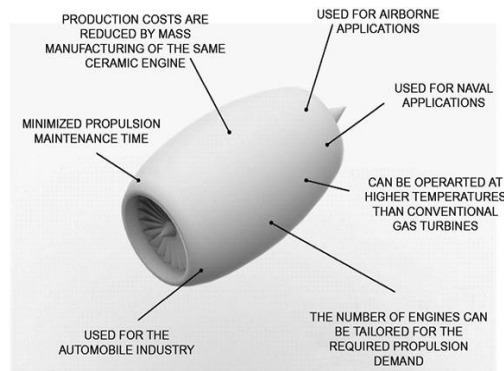 PRODUCTION COSTS ARE
REDUCED BY MASS
MANUFACTURING OF THE SAME
CERAMIC ENGINE
USED FOR AIRBORNE
APPLICATIONS
USED FOR NAVAL
APPLICATIONS
MINIMIZED PROPULSION
MAINTENANCE TIME
CAN BE OPERARTED AT
HIGHER TEMPERATURES
THAN CONVENTIONAL
GAS TURBINES
THE NUMBER OF ENGINES CAN
BE TAILORED FOR THE
REQUIRED PROPULSION
DEMAND
USED FOR THE
AUTOMOBILE INDUSTRY